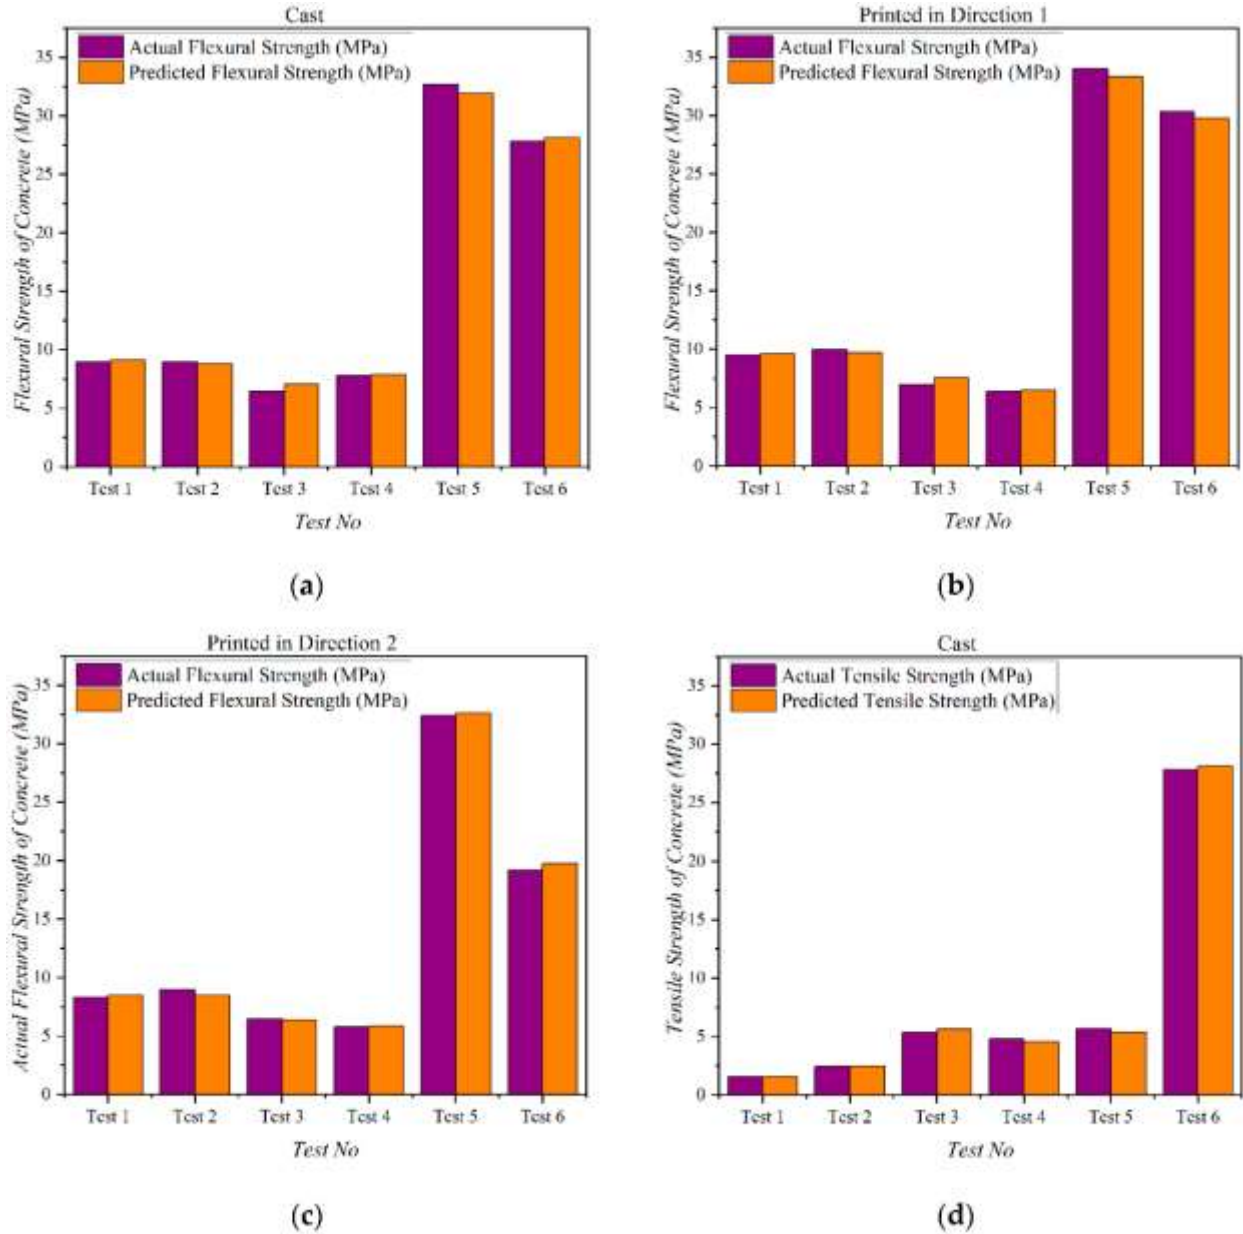 Cast
Actual Flexural Strength (MPa)
Predicted Flexural Strength (MPa)
Flexural Strength of Concrete (MPa)
35
30
25
20
15
10
5
0
Test 1 Test 2 Test 3 Test 4 Test 5 Test 6
Test No
(a)
Printed in Direction 1
Actual Flexural Strength (MPa)
Predicted Flexural Strength (MPa)
Flexural Strength of Concrete (MPa)
35
30
25
20
15
10
5
0
Test 1 Test 2 Test 3 Test 4 Test 5 Test 6
Test No
(b)
Printed in Direction 2
Actual Flexural Strength (MPa)
Predicted Flexural Strength (MPa)
Actual Flexural Strength of Concrete (MPa)
35
30
25
20
15
10
5
0
Test 1 Test 2 Test 3 Test 4 Test 5 Test 6
Test No
(c)
Cast
Actual Tensile Strength (MPa)
Predicted Tensile Strength (MPa)
Tensile Strength of Concrete (MPa)
35
30
25
20
15
10
5
0
Test 1 Test 2 Test 3 Test 4 Test 5 Test 6
Test No
(d)